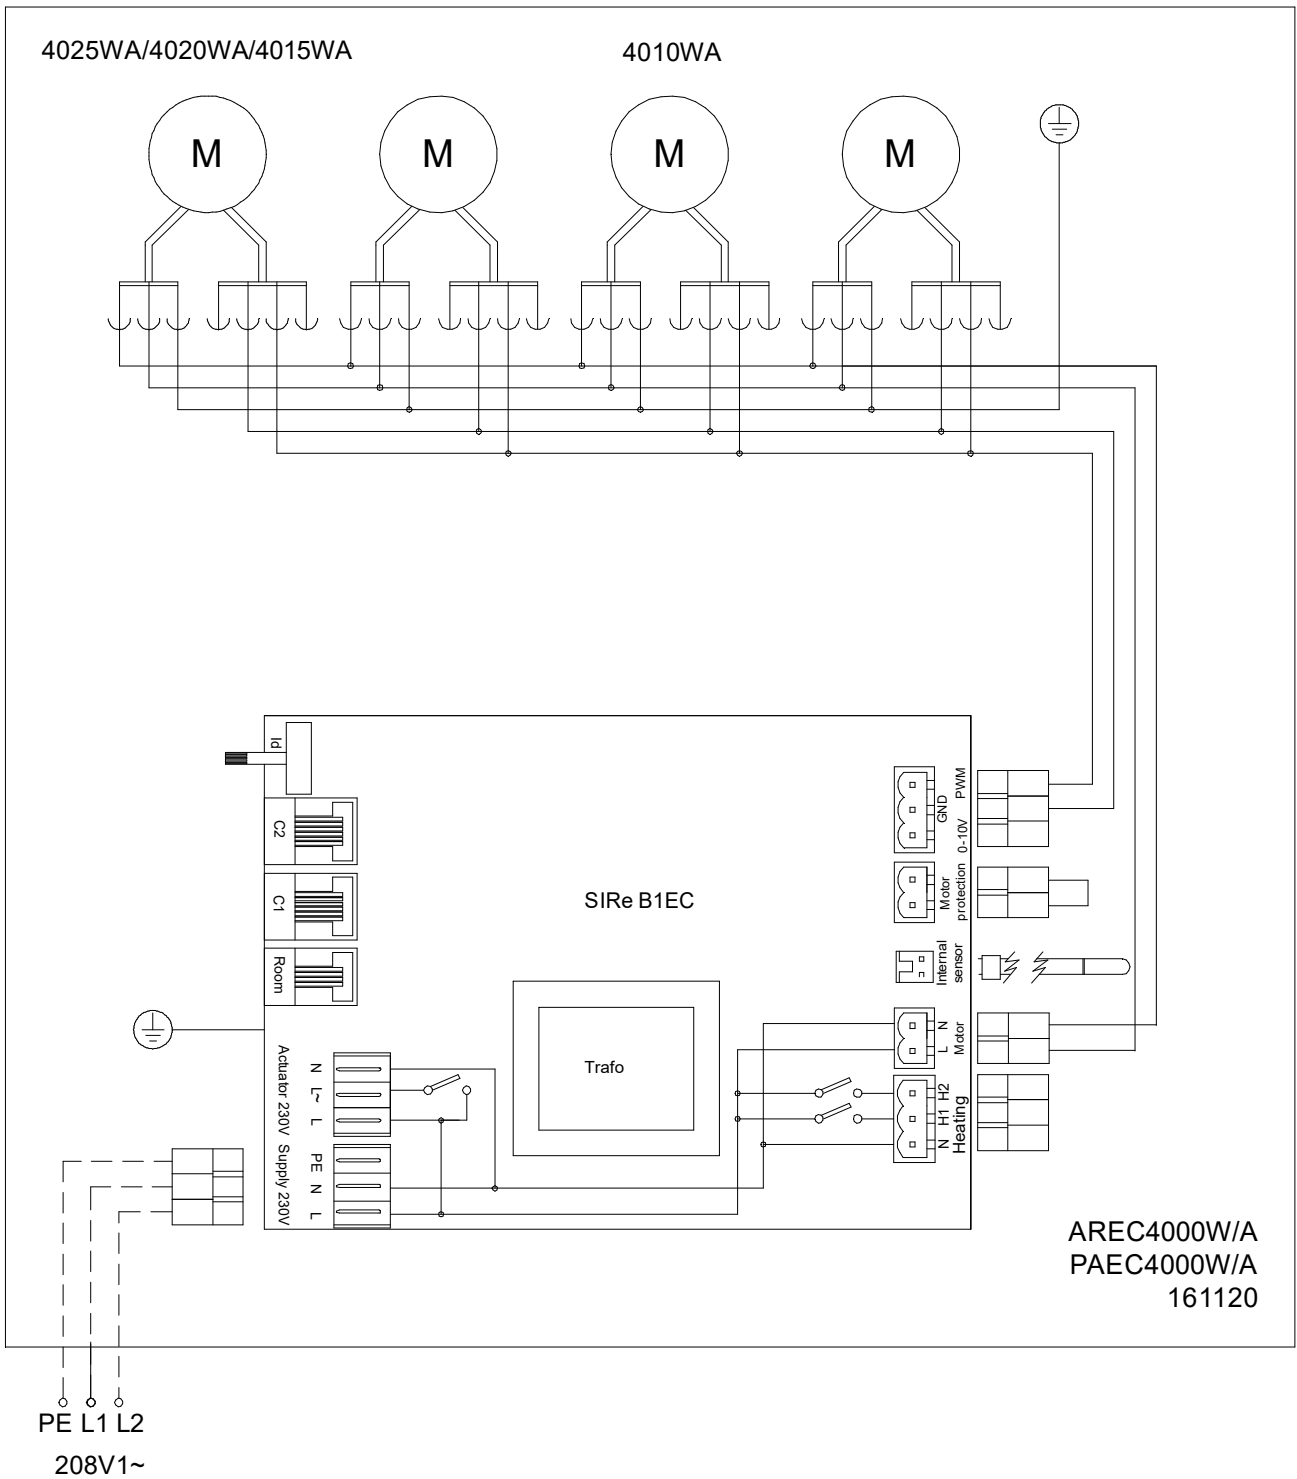 4025WA/4020WA/4015WA
4010WA
M
M
M
M
Id
C2
C1
Room
SIRe B1EC
Trafo
PWM
GND
0-10V
Motor
protection
Internal
sensor
N
L
Motor
H2
H1
N
Heating
Actuator 230V
N
L~
L
Supply 230V
PE
N
L
AREC4000W/A
PAEC4000W/A
161120
PE L1 L2
208V1~